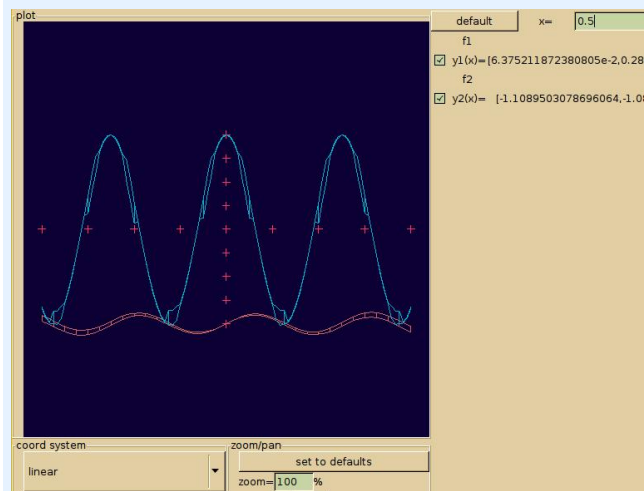 plot
default x= 0.5
f1
y1(x)=[6.375211872380805e-2,0.28
f2
y2(x)= [-1.1089503078696064,-1.08
coord system
linear
zoom/pan
set to defaults
zoom= 100 %